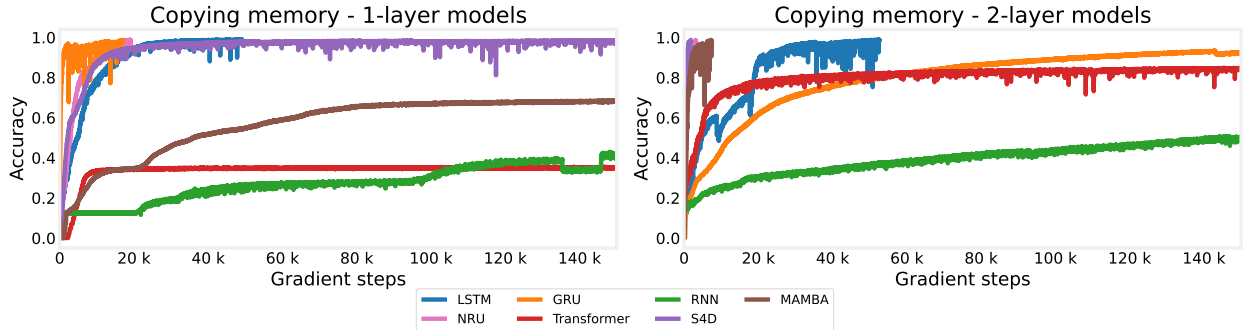 Copying memory - 1-layer models
Accuracy
1.0
0.8
0.6
0.4
0.2
0.0
0 20 k 40 k 60 k 80 k 100 k 120 k 140 k
Gradient steps
Copying memory - 2-layer models
Accuracy
1.0
0.8
0.6
0.4
0.2
0.0
0 20 k 40 k 60 k 80 k 100 k 120 k 140 k
Gradient steps
LSTM GRU RNN MAMBA
NRU Transformer S4D